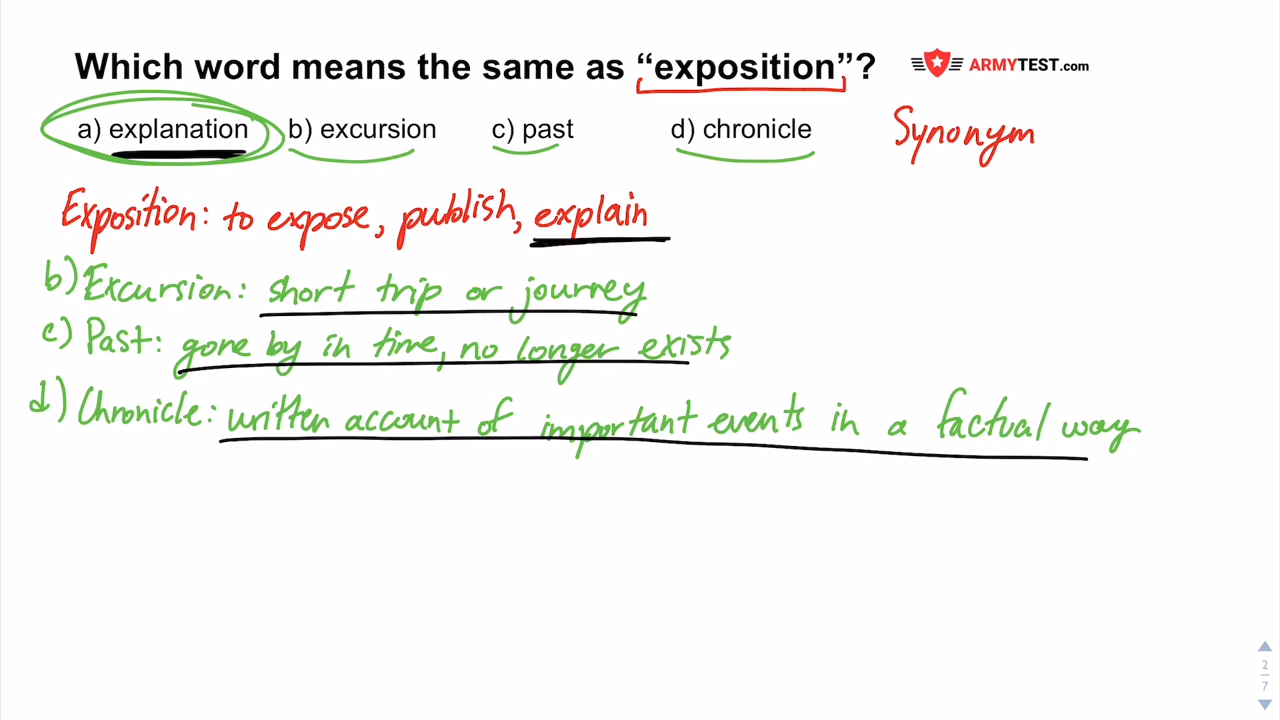 Which word means the same as “exposition”?
ARMYTEST.com
a) explanation b) excursion c) past d) chronicle
Synonym
Exposition: to expose, publish, explain
b) Excursion: short trip or journey
c) Past: gone by in time, no longer exists
d) Chronicle: written account of important events in a factual way
2
7